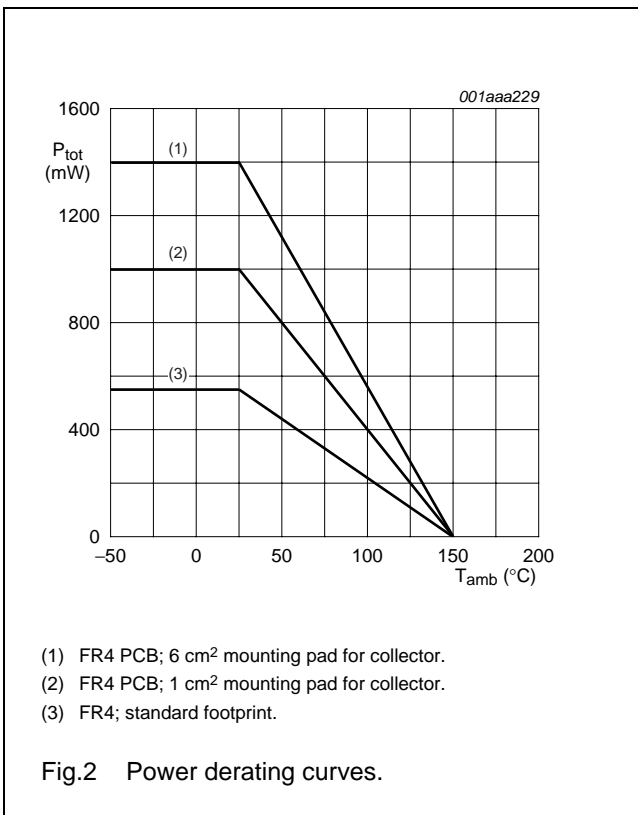 001aaa229
1600
P_tot
(mW)
1200
800
400
0
(1)
(2)
(3)
−50 0 50 100 150 200
T_amb (°C)
(1) FR4 PCB; 6 cm² mounting pad for collector.
(2) FR4 PCB; 1 cm² mounting pad for collector.
(3) FR4; standard footprint.
Fig.2 Power derating curves.